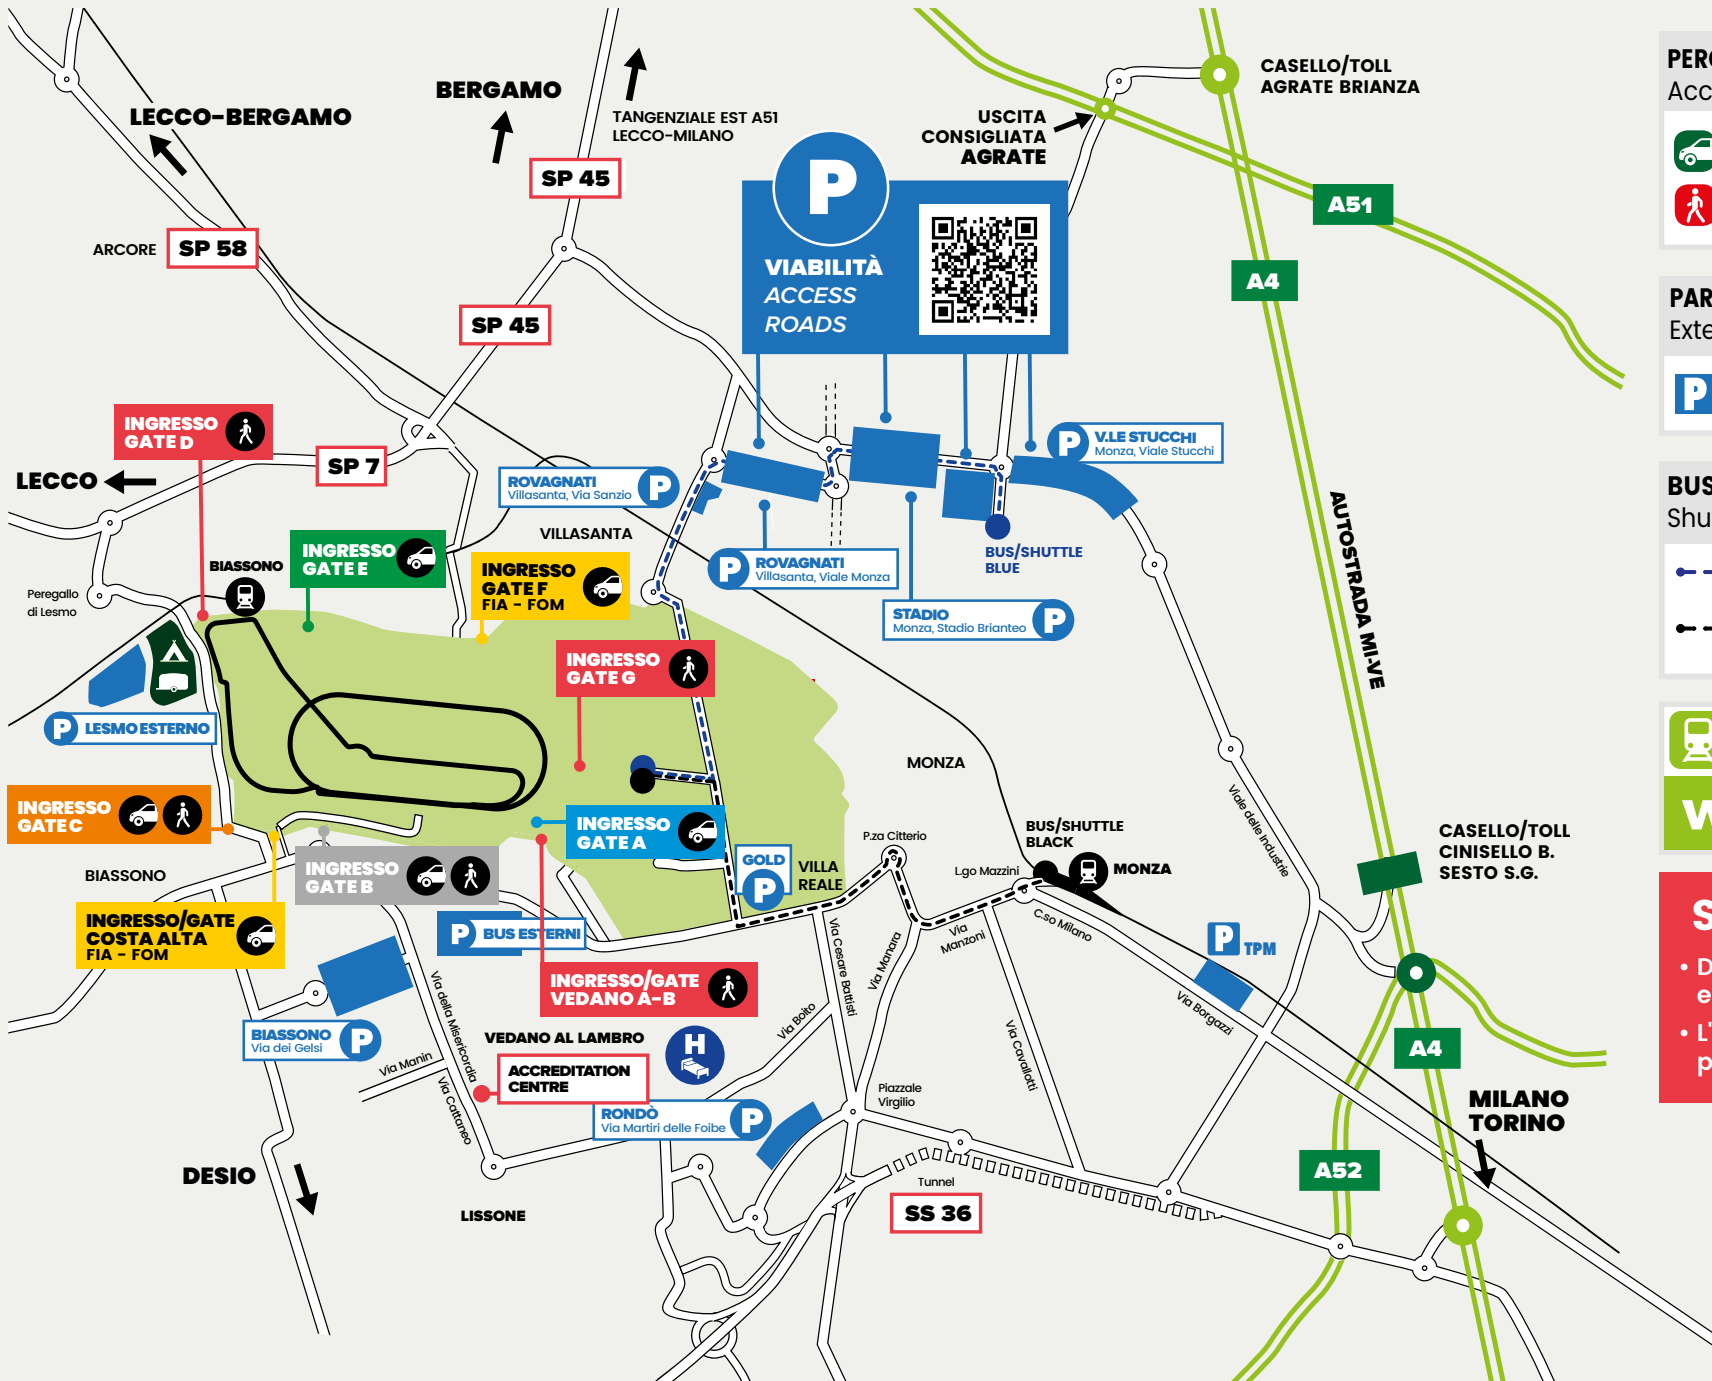 LECCO-BERGAMO
BERGAMO
TANGENZIALE EST A51
LECCO-MILANO
SP 45
ARCORE
SP 58
SP 45
USCITA
CONSIGLIATA
AGRATE
CASELLO/TOLL
AGRATE BRIANZA
P
VIABILITÀ
ACCESS
ROADS
A51
A4
PER
Acc
PAR
Exte
P
BUS
Shu
INGRESSO
GATE D
LECCO
SP 7
ROVAGNATI
Villasanta, Via Sanzio
P
P
V.LE STUCCHI
Monza, Viale Stucchi
VILLASANTA
INGRESSO
GATE E
BIASSONO
INGRESSO
GATE F
FIA - FOM
P
ROVAGNATI
Villasanta, Viale Monza
BUS/SHUTTLE
BLUE
STADIO
Monza, Stadio Brianteo
P
Peregallo
di Lesmo
AUTOSTRADA MI-VE
INGRESSO
GATE G
P
LESMO ESTERNO
MONZA
INGRESSO
GATE C
INGRESSO
GATE A
P.za Citterio
BUS/SHUTTLE
BLACK
MONZA
L.go Mazzini
Viale delle Industrie
CASELLO/TOLL
CINISELLO B.
SESTO S.G.
GOLD
P
VILLA
REALE
BIASSONO
INGRESSO
GATE B
INGRESSO/GATE
COSTA ALTA
FIA - FOM
P
BUS ESTERNI
Via Cesare Battisti
Via Manara
Via
Manzoni
C.so Milano
P
TPM
S
• D
e
• L'
p
INGRESSO/GATE
VEDANO A-B
Via della Misericordia
Via Boito
Via Borgazzi
Via Cavallotti
BIASSONO
Via dei Gelsi
P
VEDANO AL LAMBRO
H
A4
Via Manin
Via Cattaneo
ACCREDITATION
CENTRE
Piazzale
Virgilio
RONDÒ
Via Martiri delle Foibe
P
MILANO
TORINO
A52
DESIO
Tunnel
SS 36
LISSONE